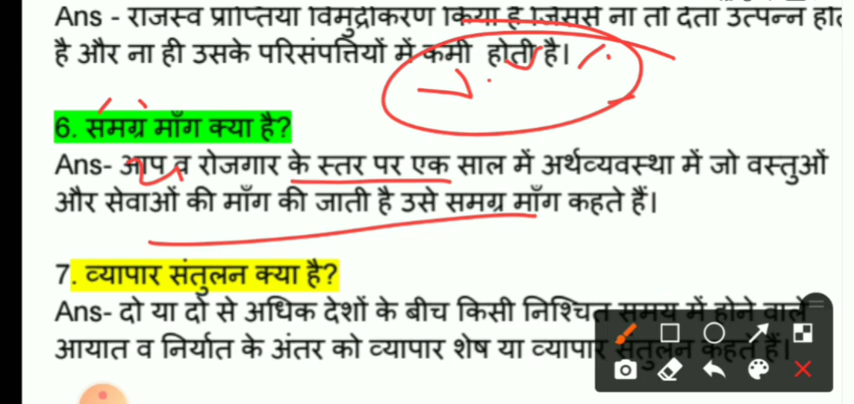 Ans - राजस्व प्राप्तियां विमुद्रीकरण किया है जिससे ना तो देता उत्पन्न होत
है और ना ही उसके परिसंपत्तियों में कमी होती है।
6. समग्र माँग क्या है?
Ans- आप व रोजगार के स्तर पर एक साल में अर्थव्यवस्था में जो वस्तुओं
और सेवाओं की माँग की जाती है उसे समग्र माँग कहते हैं।
7. व्यापार संतुलन क्या है?
Ans- दो या दो से अधिक देशों के बीच किसी निश्चित समय में होने वाले
आयात व निर्यात के अंतर को व्यापार शेष या व्यापार संतुलन कहते हैं।